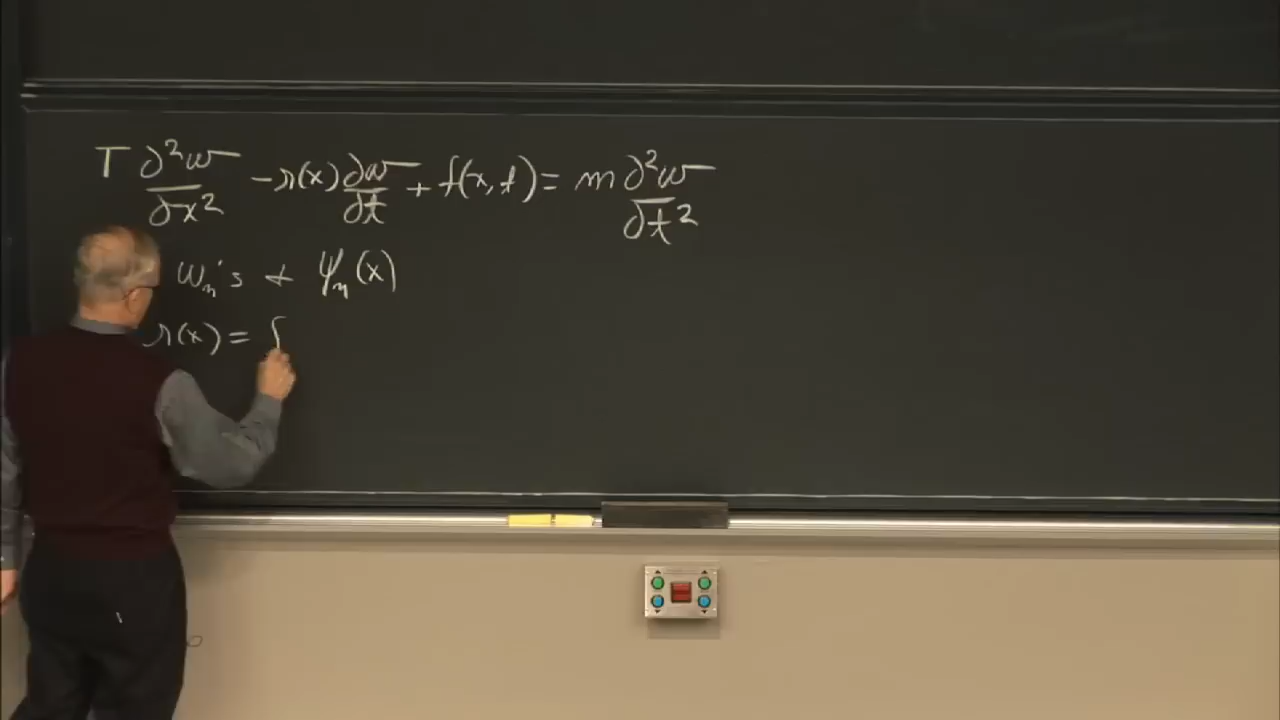 T ∂²w/∂x² - r(x) ∂w/∂t + f(x,t) = m ∂²w/∂t²
ωₙ's + ψₙ(x)
r(x) = f